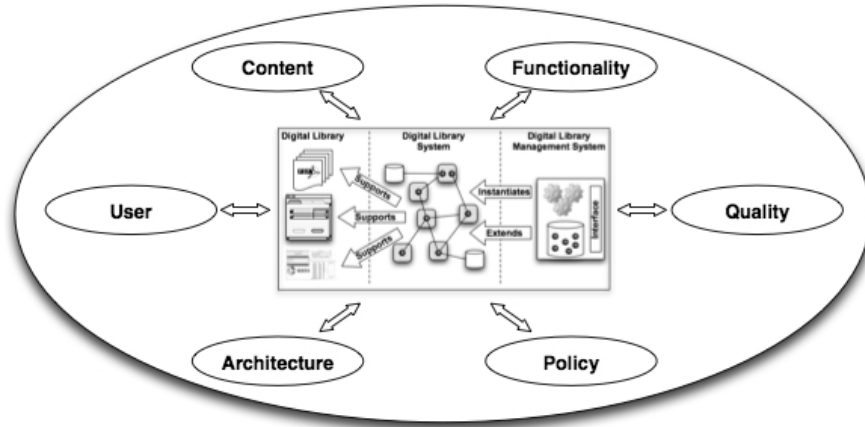 Content
Functionality
Digital Library
Digital Library
System
Digital Library
Management System
Supports
Instantiates
User
Supports
Interface
Quality
Extends
Supports
Architecture
Policy